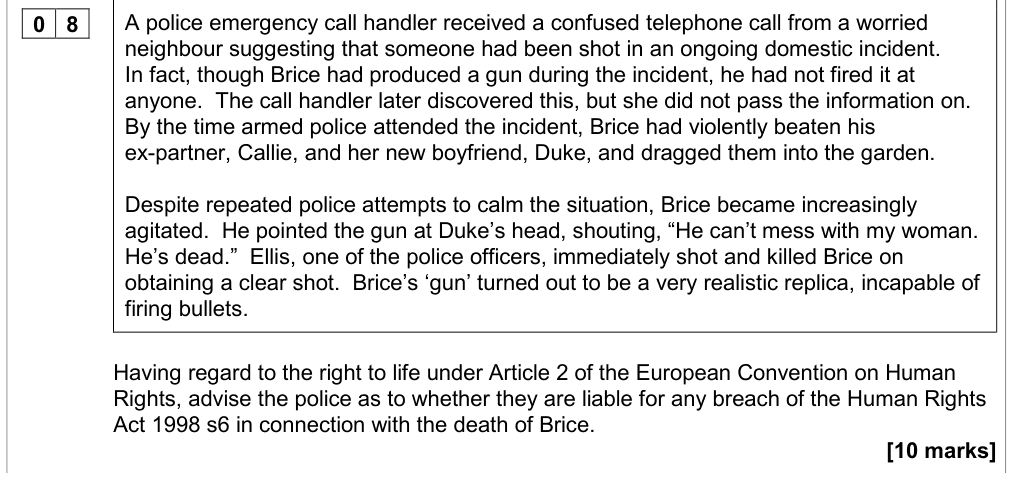 0 8
A police emergency call handler received a confused telephone call from a worried
neighbour suggesting that someone had been shot in an ongoing domestic incident.
In fact, though Brice had produced a gun during the incident, he had not fired it at
anyone.  The call handler later discovered this, but she did not pass the information on.
By the time armed police attended the incident, Brice had violently beaten his
ex-partner, Callie, and her new boyfriend, Duke, and dragged them into the garden.
Despite repeated police attempts to calm the situation, Brice became increasingly
agitated.  He pointed the gun at Duke’s head, shouting, “He can’t mess with my woman.
He’s dead.”  Ellis, one of the police officers, immediately shot and killed Brice on
obtaining a clear shot.  Brice’s ‘gun’ turned out to be a very realistic replica, incapable of
firing bullets.
Having regard to the right to life under Article 2 of the European Convention on Human
Rights, advise the police as to whether they are liable for any breach of the Human Rights
Act 1998 s6 in connection with the death of Brice.
[10 marks]